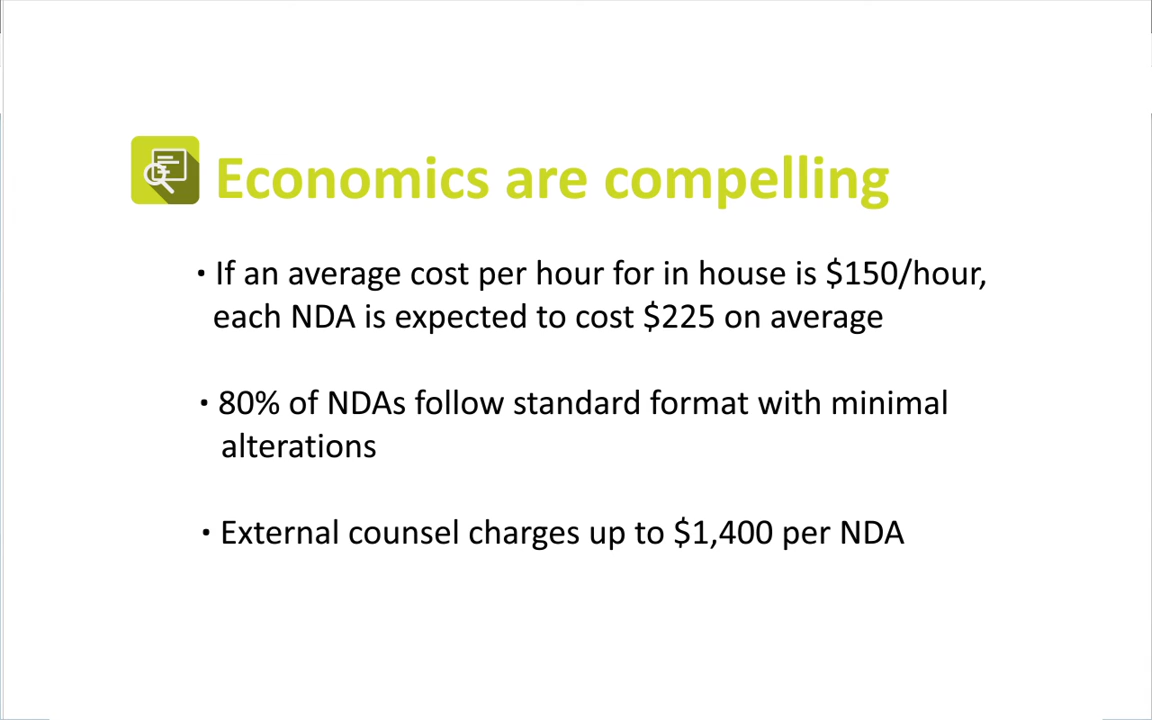 Economics are compelling
• If an average cost per hour for in house is $150/hour,
each NDA is expected to cost $225 on average
• 80% of NDAs follow standard format with minimal
alterations
• External counsel charges up to $1,400 per NDA